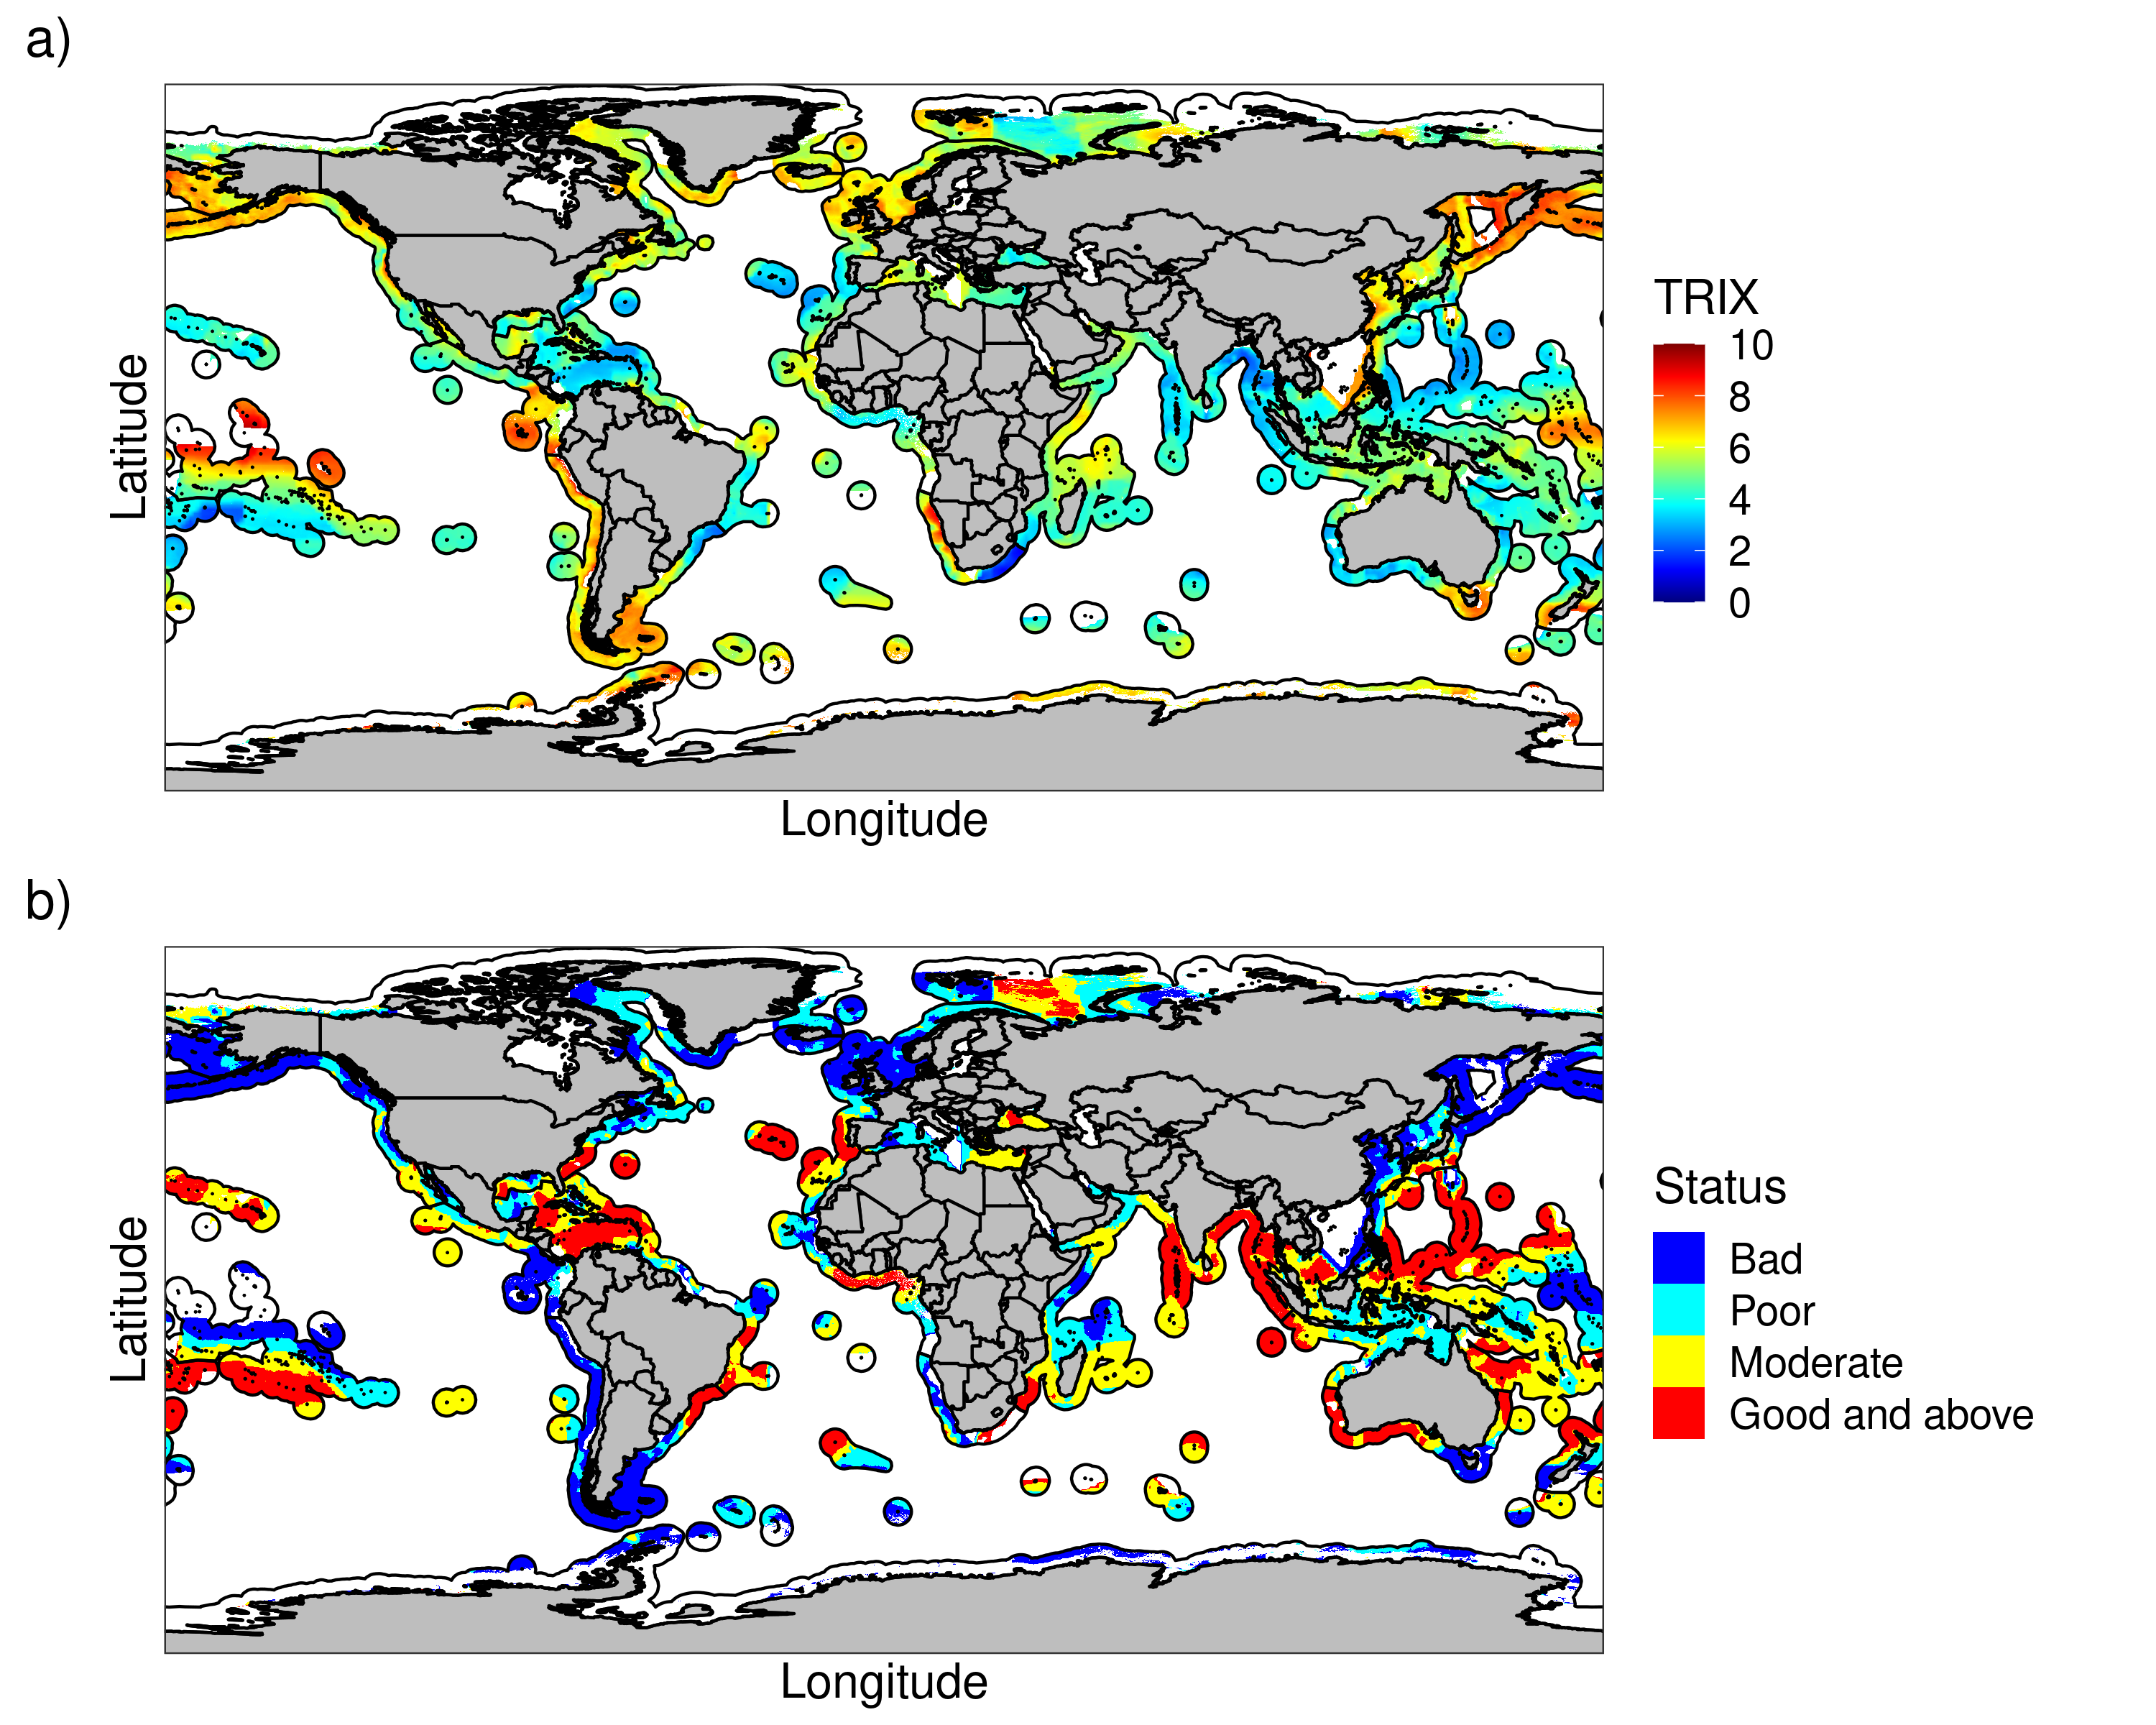 a)
Latitude
Longitude
TRIX
10
8
6
4
2
0
b)
Latitude
Longitude
Status
Bad
Poor
Moderate
Good and above